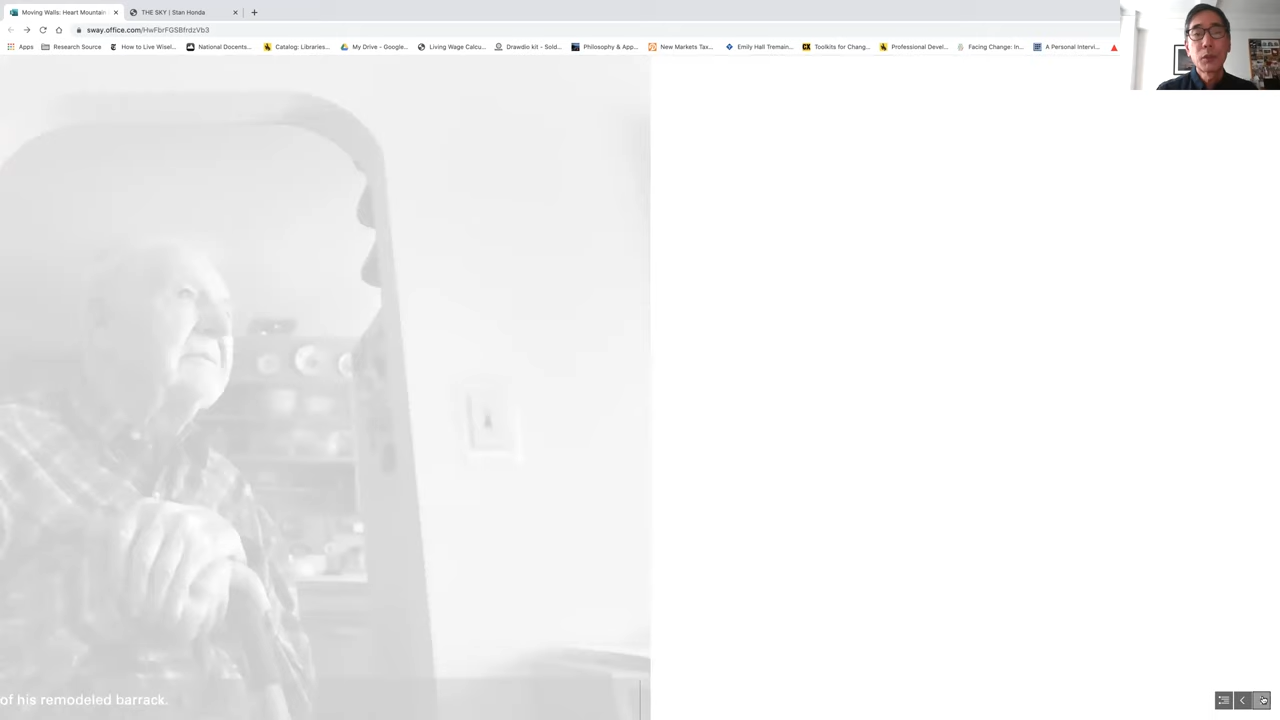 Moving Walls: Heart Mountain
THE SKY | Stan Honda
sway.office.com/HwFbrFGSBfrdzVb3
Apps
Research Source
How to Live Wisel...
National Docents...
Catalog: Libraries...
My Drive - Google...
Living Wage Calcu...
Drawdio kit - Sold...
Philosophy & App...
New Markets Tax...
Emily Hall Tremain...
Toolkits for Chang...
Professional Devel...
Facing Change: In...
A Personal Intervi...
of his remodeled barrack.